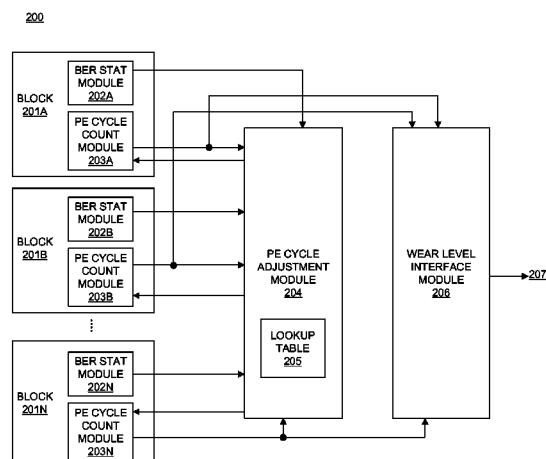 200
BLOCK
201A
BER STAT
MODULE
202A
PE CYCLE
COUNT
MODULE
203A
BLOCK
201B
BER STAT
MODULE
202B
PE CYCLE
COUNT
MODULE
203B
BLOCK
201N
BER STAT
MODULE
202N
PE CYCLE
COUNT
MODULE
203N
PE CYCLE
ADJUSTMENT
MODULE
204
LOOKUP
TABLE
205
WEAR LEVEL
INTERFACE
MODULE
206
207